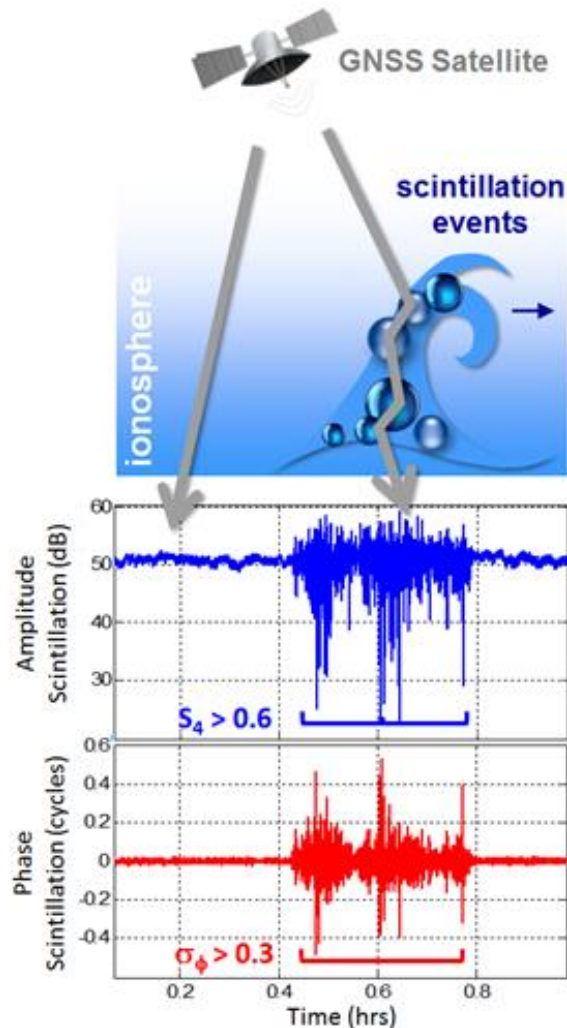 GNSS Satellite
scintillation
events
ionosphere
Amplitude
Scintillation (dB)
60
50
40
30
S₄ > 0.6
Phase
Scintillation (cycles)
0.6
0.4
0.2
0
-0.2
-0.4
σᵩ > 0.3
0.2
0.4
0.6
0.8
Time (hrs)